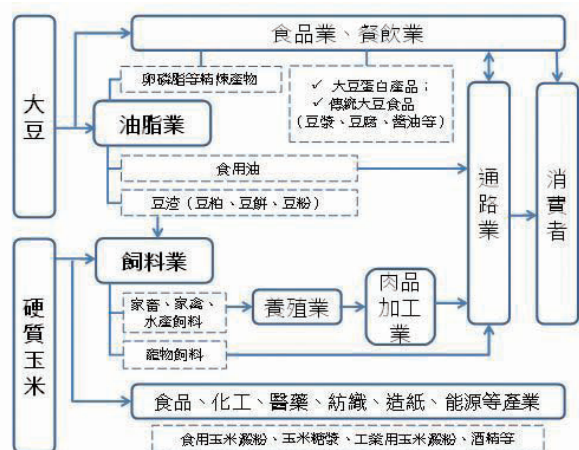 大豆
食品業、餐飲業
卵磷脂等精煉產物
✓ 大豆蛋白產品；
✓ 傳統大豆食品
（豆漿、豆腐、醬油等）
油脂業
食用油
豆渣（豆粕、豆餅、豆粉）
通路業
消費者
硬質玉米
飼料業
家畜、家禽、
水產飼料
養殖業
肉品
加工
業
寵物飼料
食品、化工、醫藥、紡織、造紙、能源等產業
食用玉米澱粉、玉米糖漿、工業用玉米澱粉、酒精等